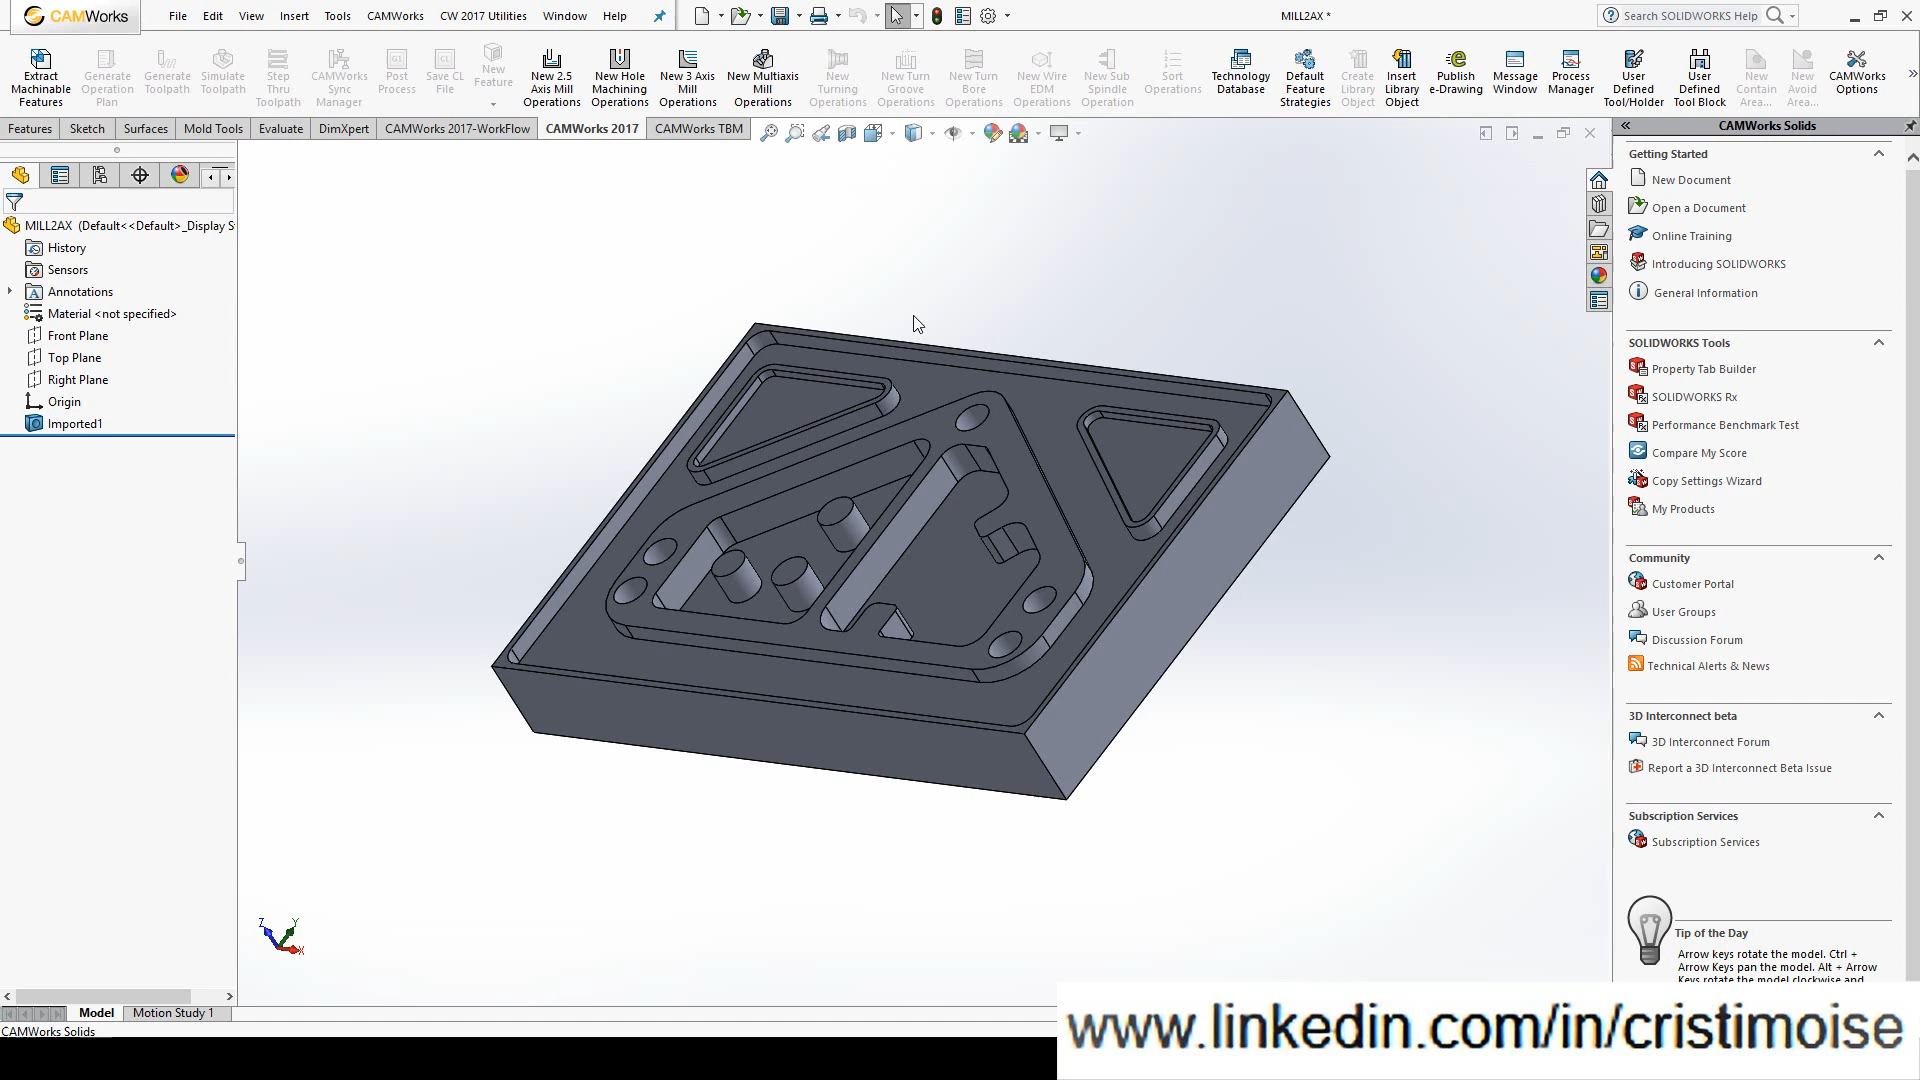 CAMWorks File Edit View Insert Tools CAMWorks CW 2017 Utilities Window Help MILL2AX * Search SOLIDWORKS Help
Extract Machinable Features
Generate Operation Plan
Generate Toolpath
Simulate Toolpath
Step Thru Toolpath
CAMWorks Sync Manager
Post Process
Save CL File
New Feature
New 2.5 Axis Mill Operations
New Hole Machining Operations
New 3 Axis Mill Operations
New Multiaxis Mill Operations
New Turning Operations
New Turn Groove Operations
New Turn Bore Operations
New Wire EDM Operations
New Sub Spindle Operation
Sort Operations
Technology Database
Default Feature Strategies
Create Library Object
Insert Library Object
Publish e-Drawing
Message Window
Process Manager
User Defined Tool/Holder
User Defined Tool Block
New Contain Area...
New Avoid Area...
CAMWorks Options
Features Sketch Surfaces Mold Tools Evaluate DimXpert CAMWorks 2017-WorkFlow CAMWorks 2017 CAMWorks TBM
MILL2AX (Default<<Default>_Display S
History
Sensors
Annotations
Material <not specified>
Front Plane
Top Plane
Right Plane
Origin
Imported1
Z Y X
Model Motion Study 1
CAMWorks Solids
CAMWorks Solids
Getting Started
New Document
Open a Document
Online Training
Introducing SOLIDWORKS
General Information
SOLIDWORKS Tools
Property Tab Builder
SOLIDWORKS Rx
Performance Benchmark Test
Compare My Score
Copy Settings Wizard
My Products
Community
Customer Portal
User Groups
Discussion Forum
Technical Alerts & News
3D Interconnect beta
3D Interconnect Forum
Report a 3D Interconnect Beta Issue
Subscription Services
Subscription Services
Tip of the Day
Arrow keys rotate the model. Ctrl +
Arrow Keys pan the model. Alt + Arrow
Keys rotate the model clockwise and
www.linkedin.com/in/cristimoise